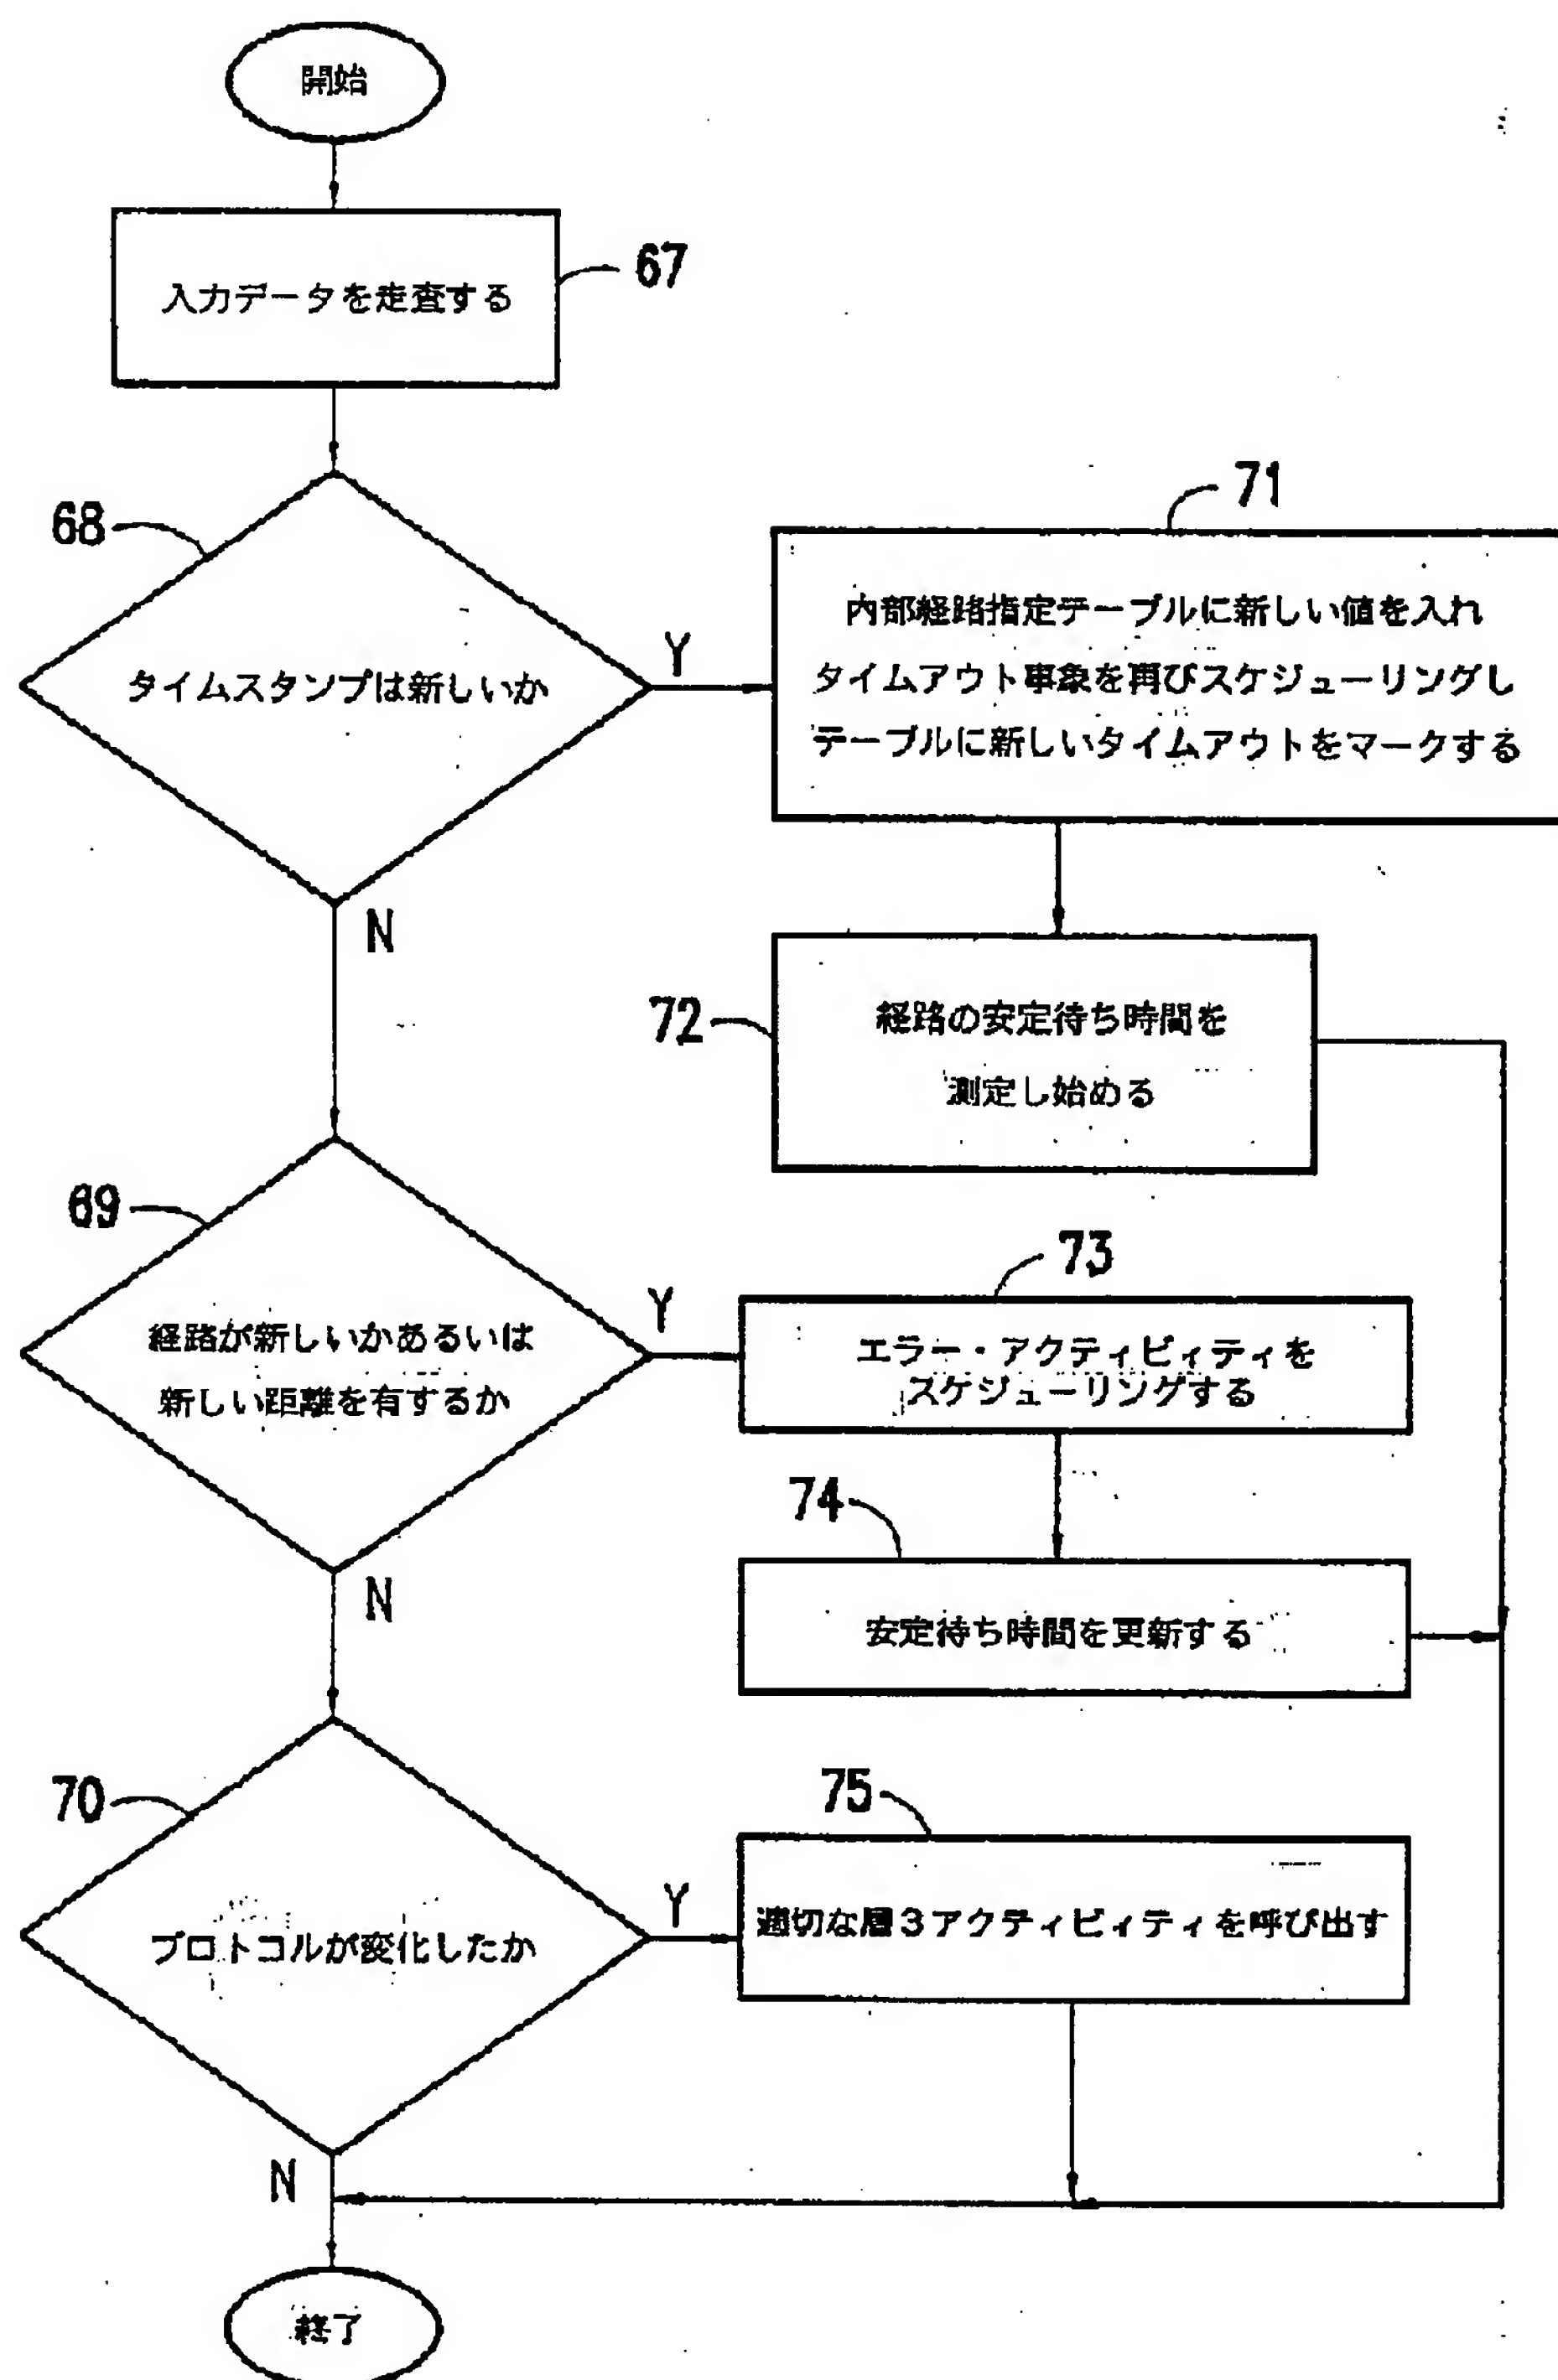 開始
入力データを走査する
67
68
タイムスタンプは新しいか
Y
N
71
内部経路指定テーブルに新しい値を入れ
タイムアウト事象を再びスケジューリングし
テーブルに新しいタイムアウトをマークする
72
経路の安定待ち時間を
測定し始める
69
経路が新しいかあるいは
新しい距離を有するか
Y
N
73
エラー・アクティビィティを
スケジューリングする
74
安定待ち時間を更新する
70
プロトコルが変化したか
Y
N
75
適切な層3アクティビィティを呼び出す
終了